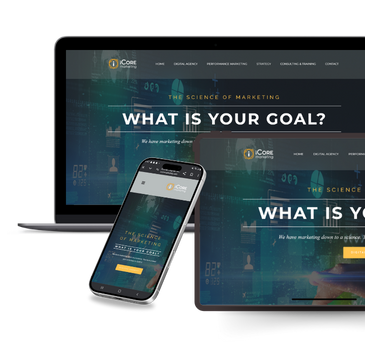 iCore
marketing
HOME DIGITAL AGENCY PERFORMANCE MARKETING STRATEGY CONSULTING & TRAINING CONTACT
THE SCIENCE OF MARKETING
WHAT IS YOUR GOAL?
We have marketing down
iCore
marketing
HOME DIGITAL AGENCY
THE SCIENCE
WHAT IS YO
We have marketing down to a science.
iCore
THE SCIENCE
OF MARKETING
WHAT IS YOUR GOAL?